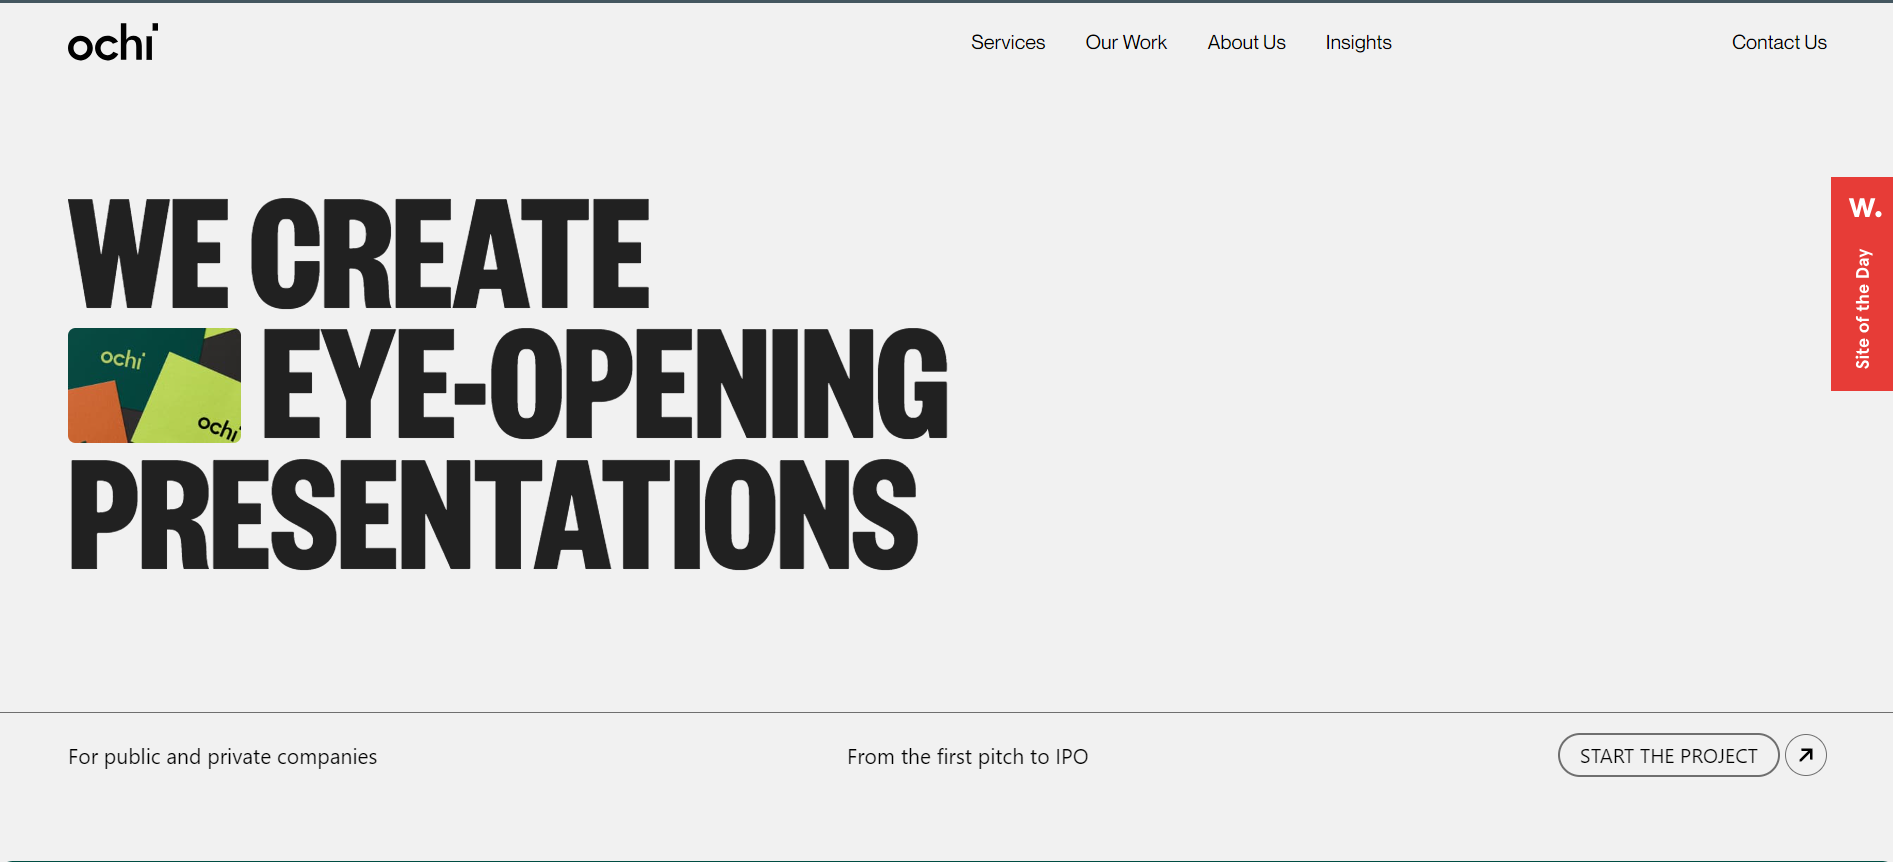 ochi
Services
Our Work
About Us
Insights
Contact Us
WE CREATE
EYE-OPENING
PRESENTATIONS
ochi
ochi
W.
Site of the Day
For public and private companies
From the first pitch to IPO
START THE PROJECT